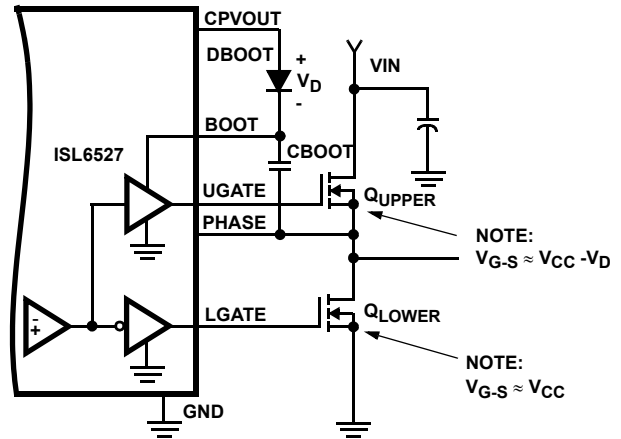 CPVOUT
DBOOT
+
VD
-
VIN
BOOT
ISL6527
CBOOT
UGATE
QUPPER
PHASE
NOTE:
VG-S ≈ VCC -VD
-
+
LGATE
QLOWER
NOTE:
VG-S ≈ VCC
GND